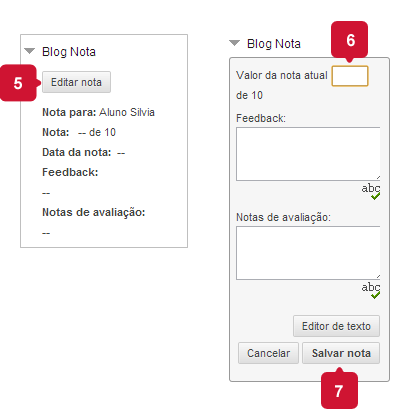 Blog Nota
5
Editar nota
Nota para: Aluno Silvia
Nota: -- de 10
Data da nota: --
Feedback:
--
Notas de avaliação:
--
6
Blog Nota
Valor da nota atual
de 10
Feedback:
abc
Notas de avaliação:
abc
Editor de texto
Cancelar Salvar nota
7